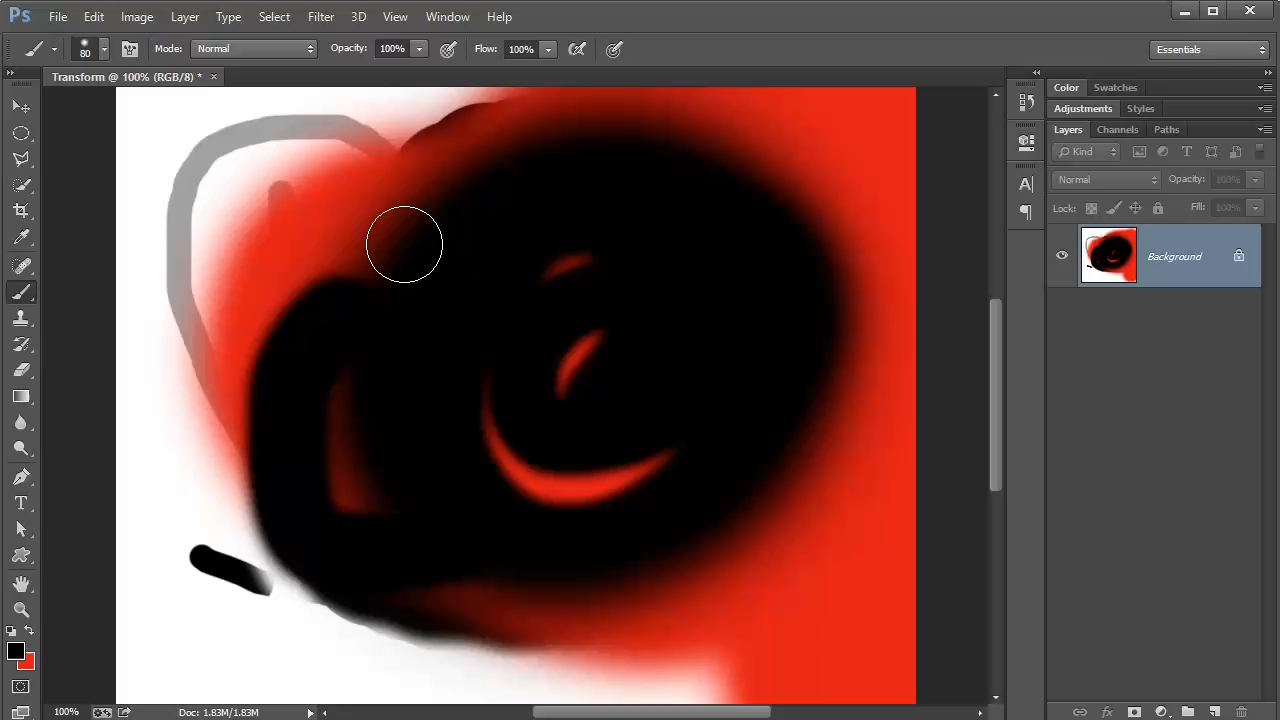 Ps File Edit Image Layer Type Select Filter 3D View Window Help
80 Mode: Normal Opacity: 100% Flow: 100% Essentials
Transform @ 100% (RGB/8) * ×
Color Swatches
Adjustments Styles
Layers Channels Paths
Kind
Normal Opacity: 100%
Lock: Fill: 100%
Background
100% Doc: 1.83M/1.83M